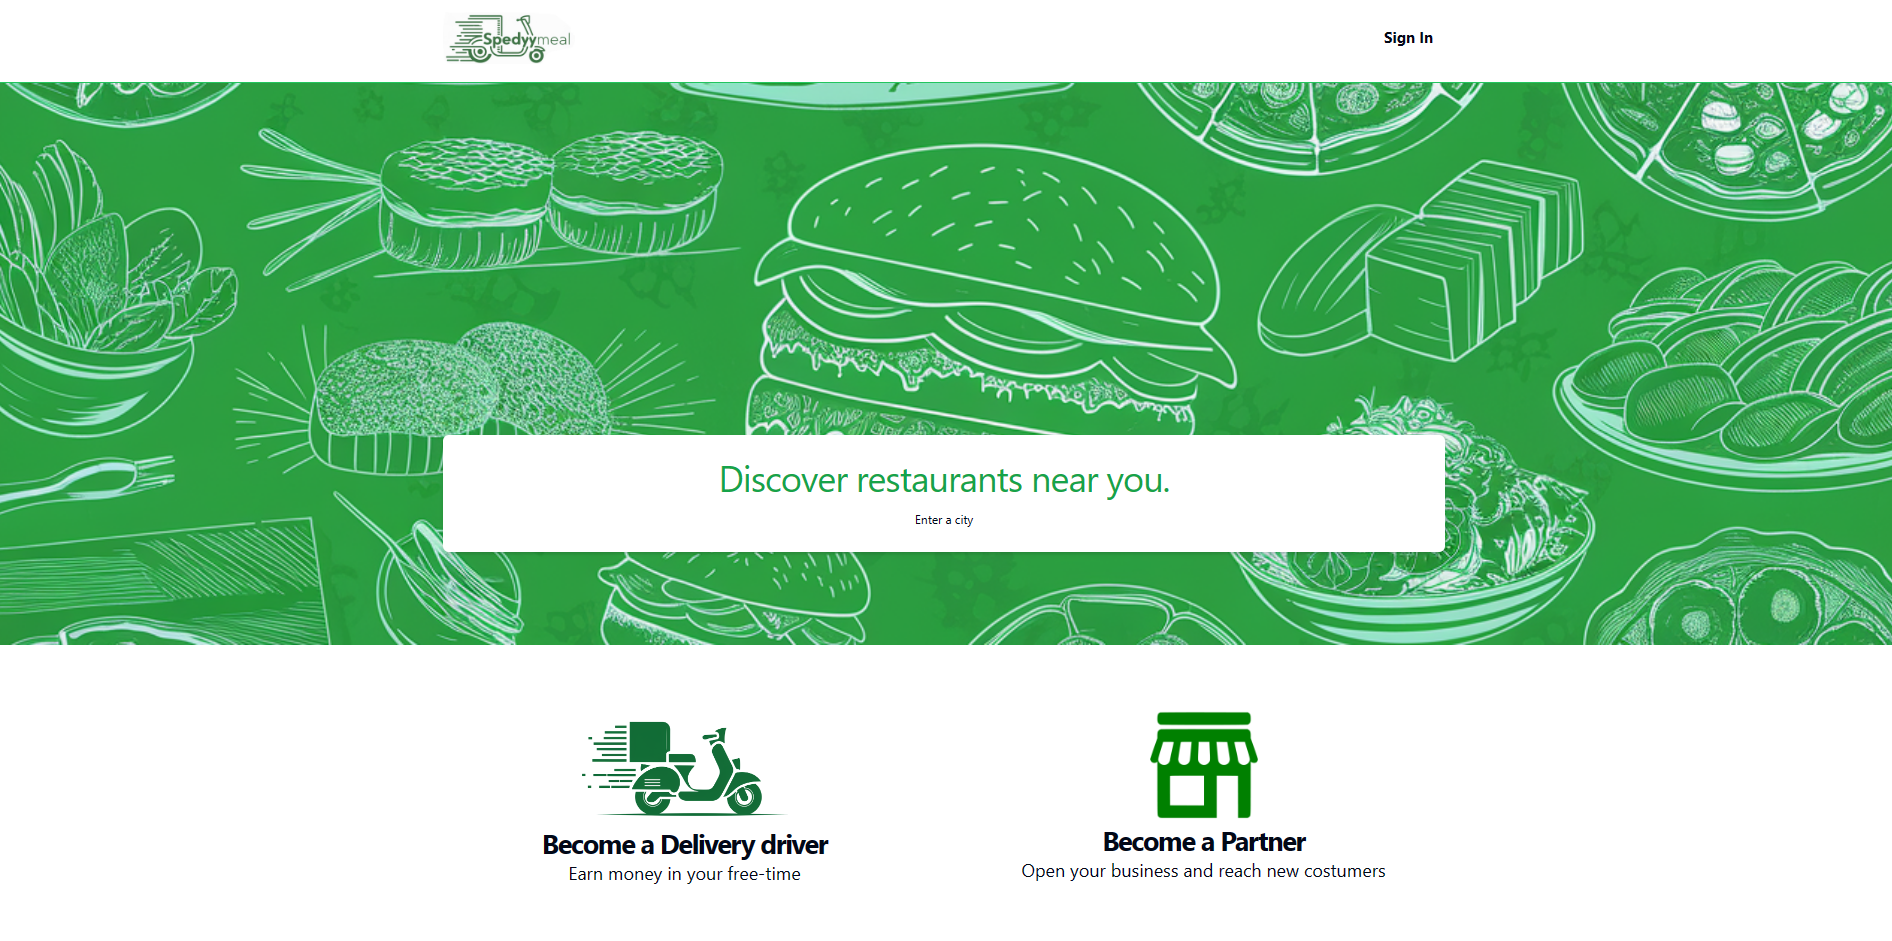 Spedyymeal
Sign In
Discover restaurants near you.
Enter a city
Become a Delivery driver
Earn money in your free-time
Become a Partner
Open your business and reach new costumers